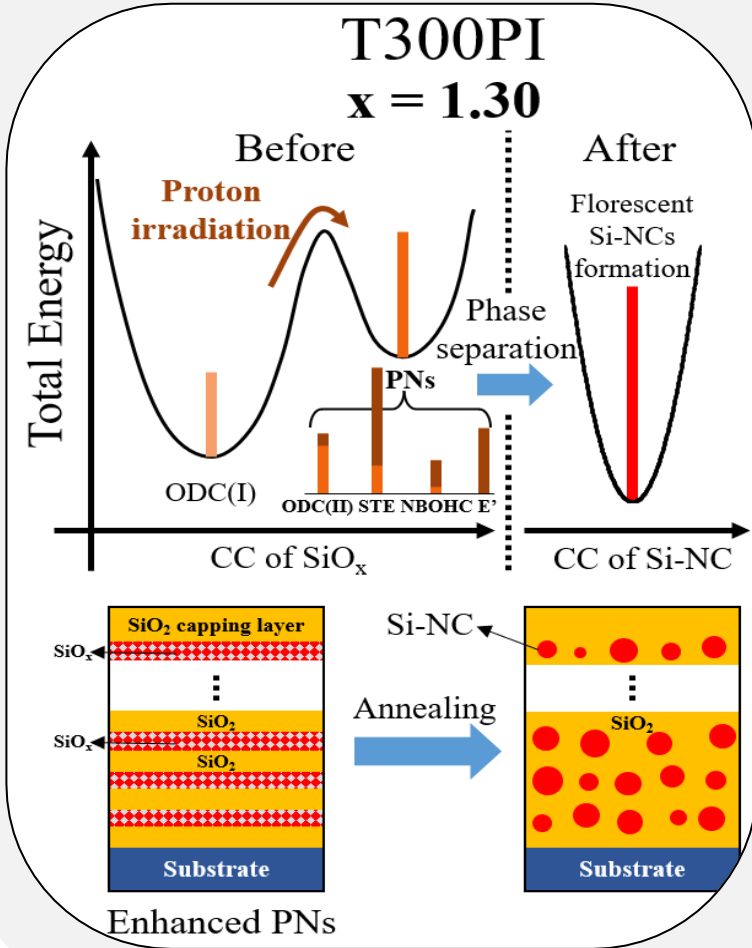 T300PI
x = 1.30
Before
After
Proton
irradiation
Florescent
Si-NCs
formation
Total Energy
Phase
separation
PNs
ODC(I)
ODC(II) STE NBOHC E’
CC of SiOₓ
CC of Si-NC
SiO₂ capping layer
SiOₓ
⋮
SiO₂
SiOₓ
SiO₂
Substrate
Enhanced PNs
Annealing
Si-NC
⋮
SiO₂
Substrate